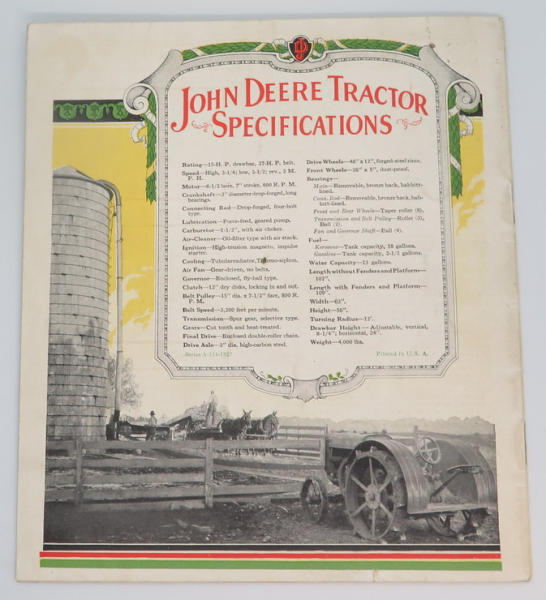 JD
JOHN DEERE TRACTOR
SPECIFICATIONS
Rating—15-H. P. drawbar, 27-H. P. belt.
Speed—High, 3-1/4; low, 2-1/2; rev., 2 M.
P. H.
Motor—6-1/2 bore, 7" stroke, 800 R. P. M.
Crankshaft—3" diameter drop-forged, long
bearings.
Connecting Rod—Drop-forged, four-bolt
type.
Lubrication—Force-feed, geared pump.
Carburetor—1-1/2", with air choker.
Air-Cleaner—Oil-filter type with air stack.
Ignition—High-tension magneto, impulse
starter.
Cooling—Tubular radiator, Thermo-siphon.
Air Fan—Gear-driven, no belts.
Governor—Enclosed, fly-ball type.
Clutch—12" dry disks, locking in and out.
Belt Pulley—15" dia. x 7-1/2" face, 800 R.
P. M.
Belt Speed—3,200 feet per minute.
Transmission—Spur gear, selective type.
Gears—Cut tooth and heat-treated.
Final Drive—Enclosed double-roller chain.
Drive Axle—3" dia. high-carbon steel.
Drive Wheels—46" x 12", forged-steel rims.
Front Wheels—28" x 5", dust-proof.
Bearings—
Main—Removable, bronze back, babbitt-
lined.
Conn. Rod—Removable, bronze back, bab-
bitt-lined.
Front and Rear Wheels—Taper roller (8).
Transmission and Belt Pulley—Roller (5),
Ball (2).
Fan and Governor Shaft—Ball (4).
Fuel—
Kerosene—Tank capacity, 18 gallons.
Gasoline—Tank capacity, 2-1/2 gallons.
Water Capacity—13 gallons.
Length without Fenders and Platform—
102".
Length with Fenders and Platform—
109".
Width—63".
Height—56".
Turning Radius—13'.
Drawbar Height—Adjustable, vertical,
8-1/4"; horizontal, 24".
Weight—4,000 lbs.
Printed in U. S. A.